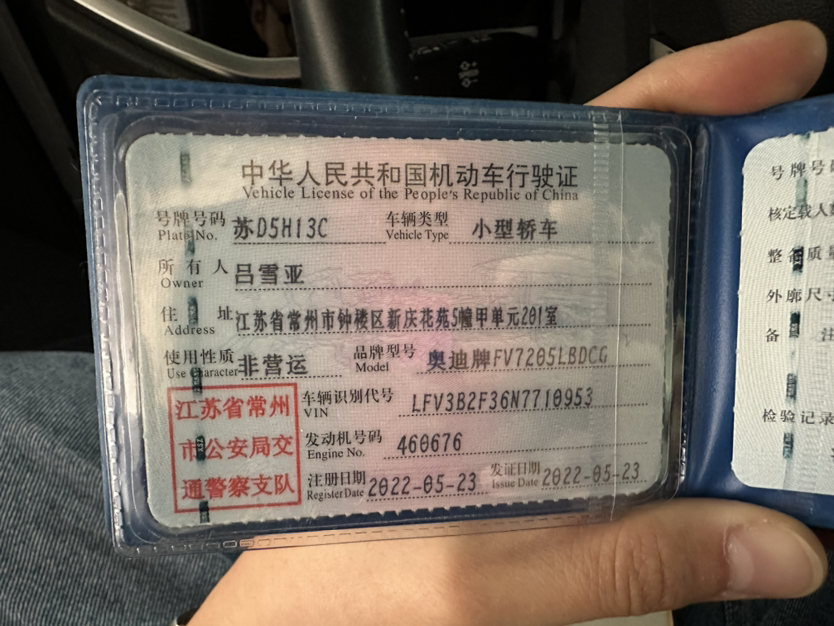 中华人民共和国机动车行驶证
Vehicle License of the People's Republic of China
号牌号码 苏D5H13C 车辆类型 小型轿车
Plate No. Vehicle Type
所有人 吕雪亚
Owner
住址 江苏省常州市钟楼区新庆花苑5幢甲单元201室
Address
使用性质 非营运 品牌型号 奥迪牌FV7205LBDCG
Use Character Model
江苏省常州
市公安局交
通警察支队
车辆识别代号 LFV3B2F36N7710953
VIN
发动机号码 460676
Engine No.
注册日期 2022-05-23 发证日期 2022-05-23
Register Date Issue Date
号牌号码
核定载人数
整备质量
外廓尺寸
备注
检验记录